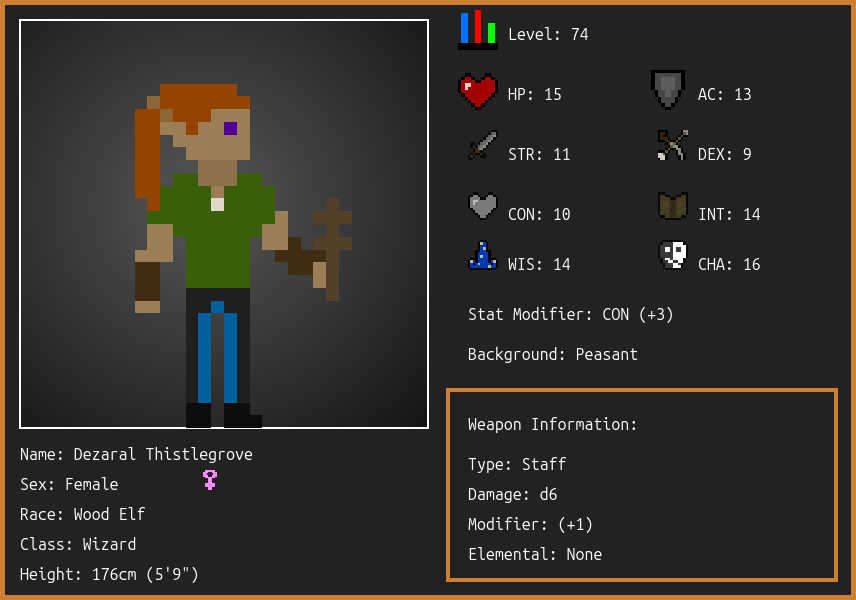 Level: 74
HP: 15
AC: 13
STR: 11
DEX: 9
CON: 10
INT: 14
WIS: 14
CHA: 16
Stat Modifier: CON (+3)
Background: Peasant
Weapon Information:
Type: Staff
Damage: d6
Modifier: (+1)
Elemental: None
Name: Dezaral Thistlegrove
Sex: Female
Race: Wood Elf
Class: Wizard
Height: 176cm (5'9")